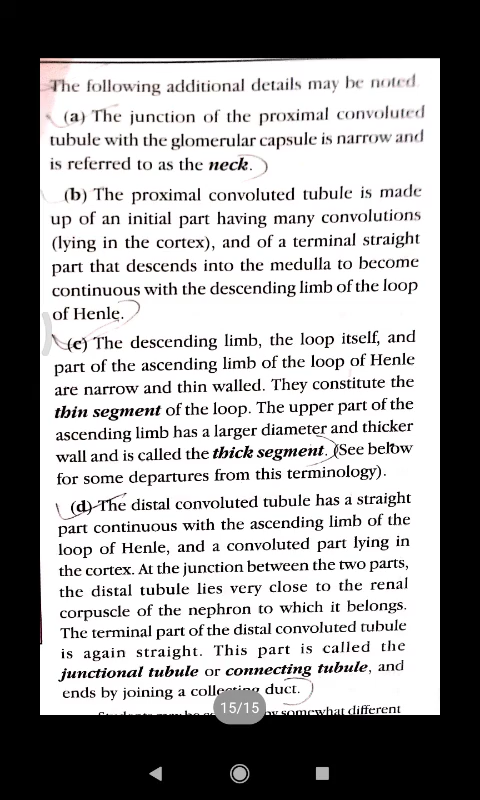 The following additional details may be noted.
(a) The junction of the proximal convoluted
tubule with the glomerular capsule is narrow and
is referred to as the neck.
(b) The proximal convoluted tubule is made
up of an initial part having many convolutions
(lying in the cortex), and of a terminal straight
part that descends into the medulla to become
continuous with the descending limb of the loop
of Henle.
(c) The descending limb, the loop itself, and
part of the ascending limb of the loop of Henle
are narrow and thin walled. They constitute the
thin segment of the loop. The upper part of the
ascending limb has a larger diameter and thicker
wall and is called the thick segment. (See below
for some departures from this terminology).
(d) The distal convoluted tubule has a straight
part continuous with the ascending limb of the
loop of Henle, and a convoluted part lying in
the cortex. At the junction between the two parts,
the distal tubule lies very close to the renal
corpuscle of the nephron to which it belongs.
The terminal part of the distal convoluted tubule
is again straight. This part is called the
junctional tubule or connecting tubule, and
ends by joining a collecting duct.
15/15
somewhat different